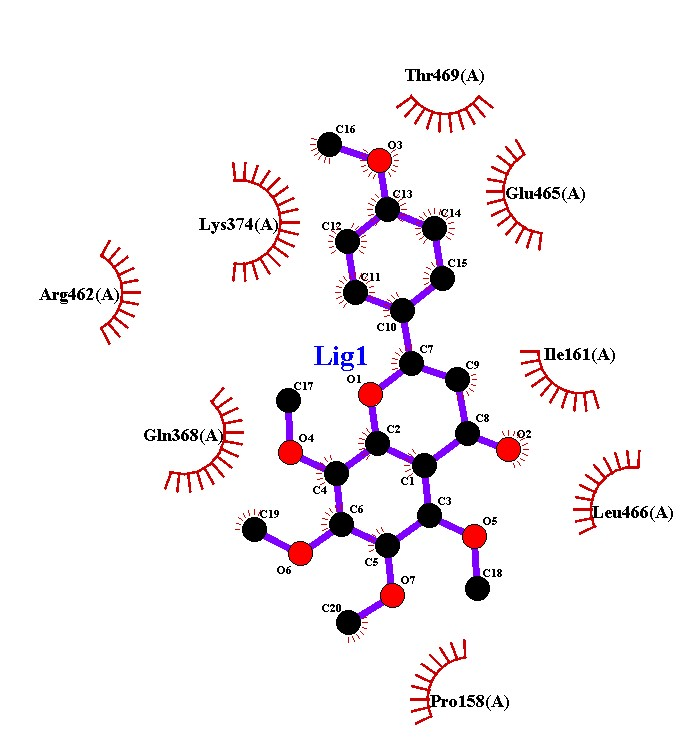 Thr469(A)
C16
O3
Glu465(A)
C13
C14
Lys374(A)
C12
C15
C11
Arg462(A)
C10
Lig1
C7
Ile161(A)
C9
O1
C17
C8
C2
O2
Gln368(A)
O4
C1
C4
Leu466(A)
C3
C6
C19
O5
C5
O6
O7
C18
C20
Pro158(A)